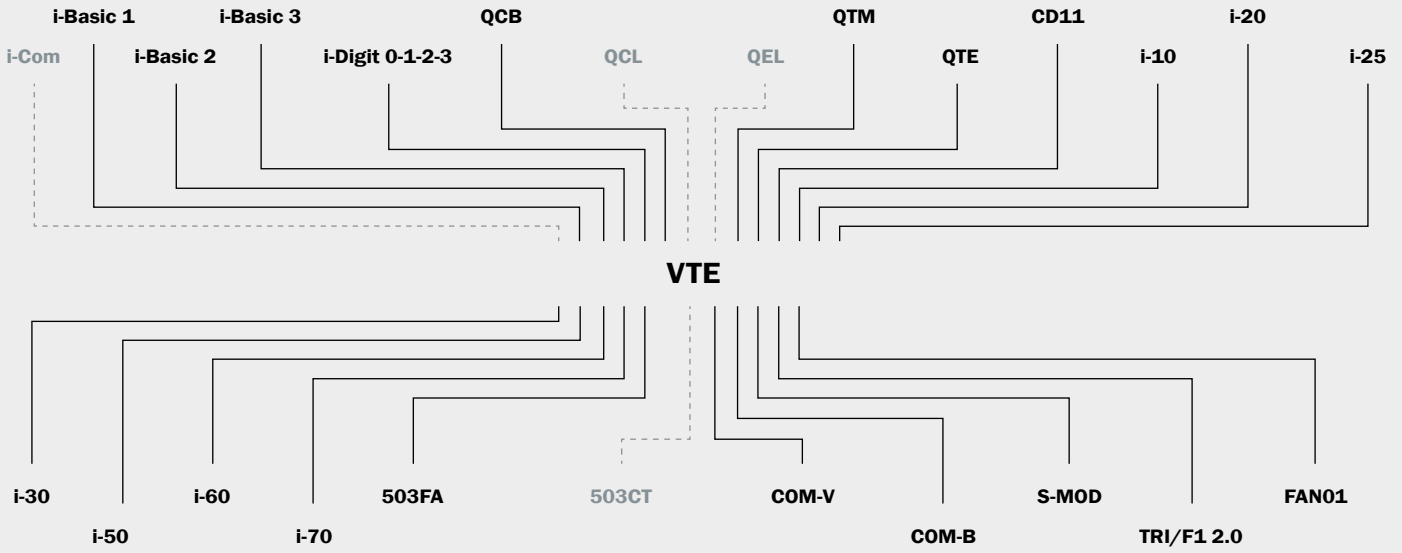 i-Basic 1
i-Basic 3
QCB
QTM
CD11
i-20
i-Com
i-Basic 2
i-Digit 0-1-2-3
QCL
QEL
QTE
i-10
i-25
VTE
i-30
i-60
503FA
503CT
COM-V
S-MOD
FAN01
i-50
i-70
COM-B
TRI/F1 2.0